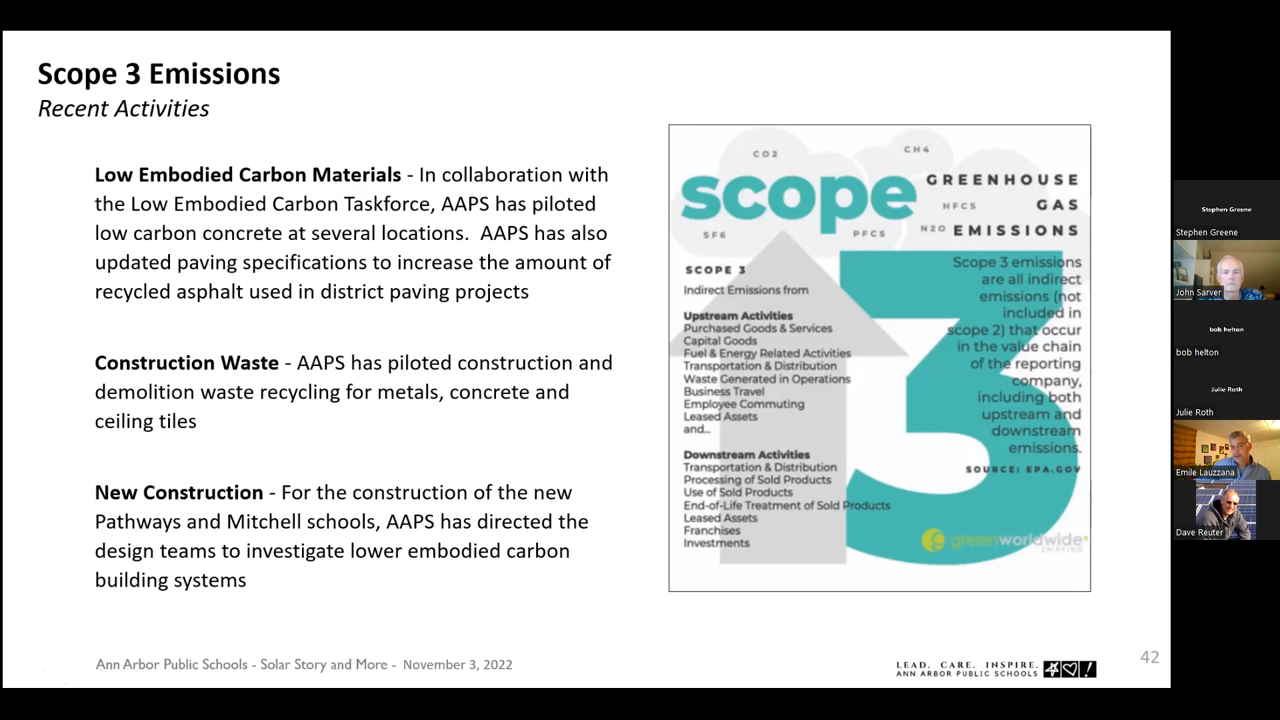 Scope 3 Emissions
Recent Activities
Low Embodied Carbon Materials - In collaboration with
the Low Embodied Carbon Taskforce, AAPS has piloted
low carbon concrete at several locations.  AAPS has also
updated paving specifications to increase the amount of
recycled asphalt used in district paving projects
Construction Waste - AAPS has piloted construction and
demolition waste recycling for metals, concrete and
ceiling tiles
New Construction - For the construction of the new
Pathways and Mitchell schools, AAPS has directed the
design teams to investigate lower embodied carbon
building systems
CO2
CH4
scope
GREENHOUSE
HFCS
GAS
SF6
PFCS
N2O
EMISSIONS
SCOPE 3
Indirect Emissions from
Upstream Activities
Purchased Goods & Services
Capital Goods
Fuel & Energy Related Activities
Transportation & Distribution
Waste Generated in Operations
Business Travel
Employee Commuting
Leased Assets
and...
Downstream Activities
Transportation & Distribution
Processing of Sold Products
Use of Sold Products
End-of-Life Treatment of Sold Products
Leased Assets
Franchises
Investments
3
Scope 3 emissions
are all indirect
emissions (not
included in
scope 2) that occur
in the value chain
of the reporting
company,
including both
upstream and
downstream
emissions.
SOURCE: EPA.GOV
greenworldwide
SHIPPING
Ann Arbor Public Schools - Solar Story and More - November 3, 2022
LEAD. CARE. INSPIRE.
ANN ARBOR PUBLIC SCHOOLS
42
Stephen Greene
Stephen Greene
John Sarver
bob helton
bob helton
Julie Roth
Julie Roth
Emile Lauzzana
Dave Reuter